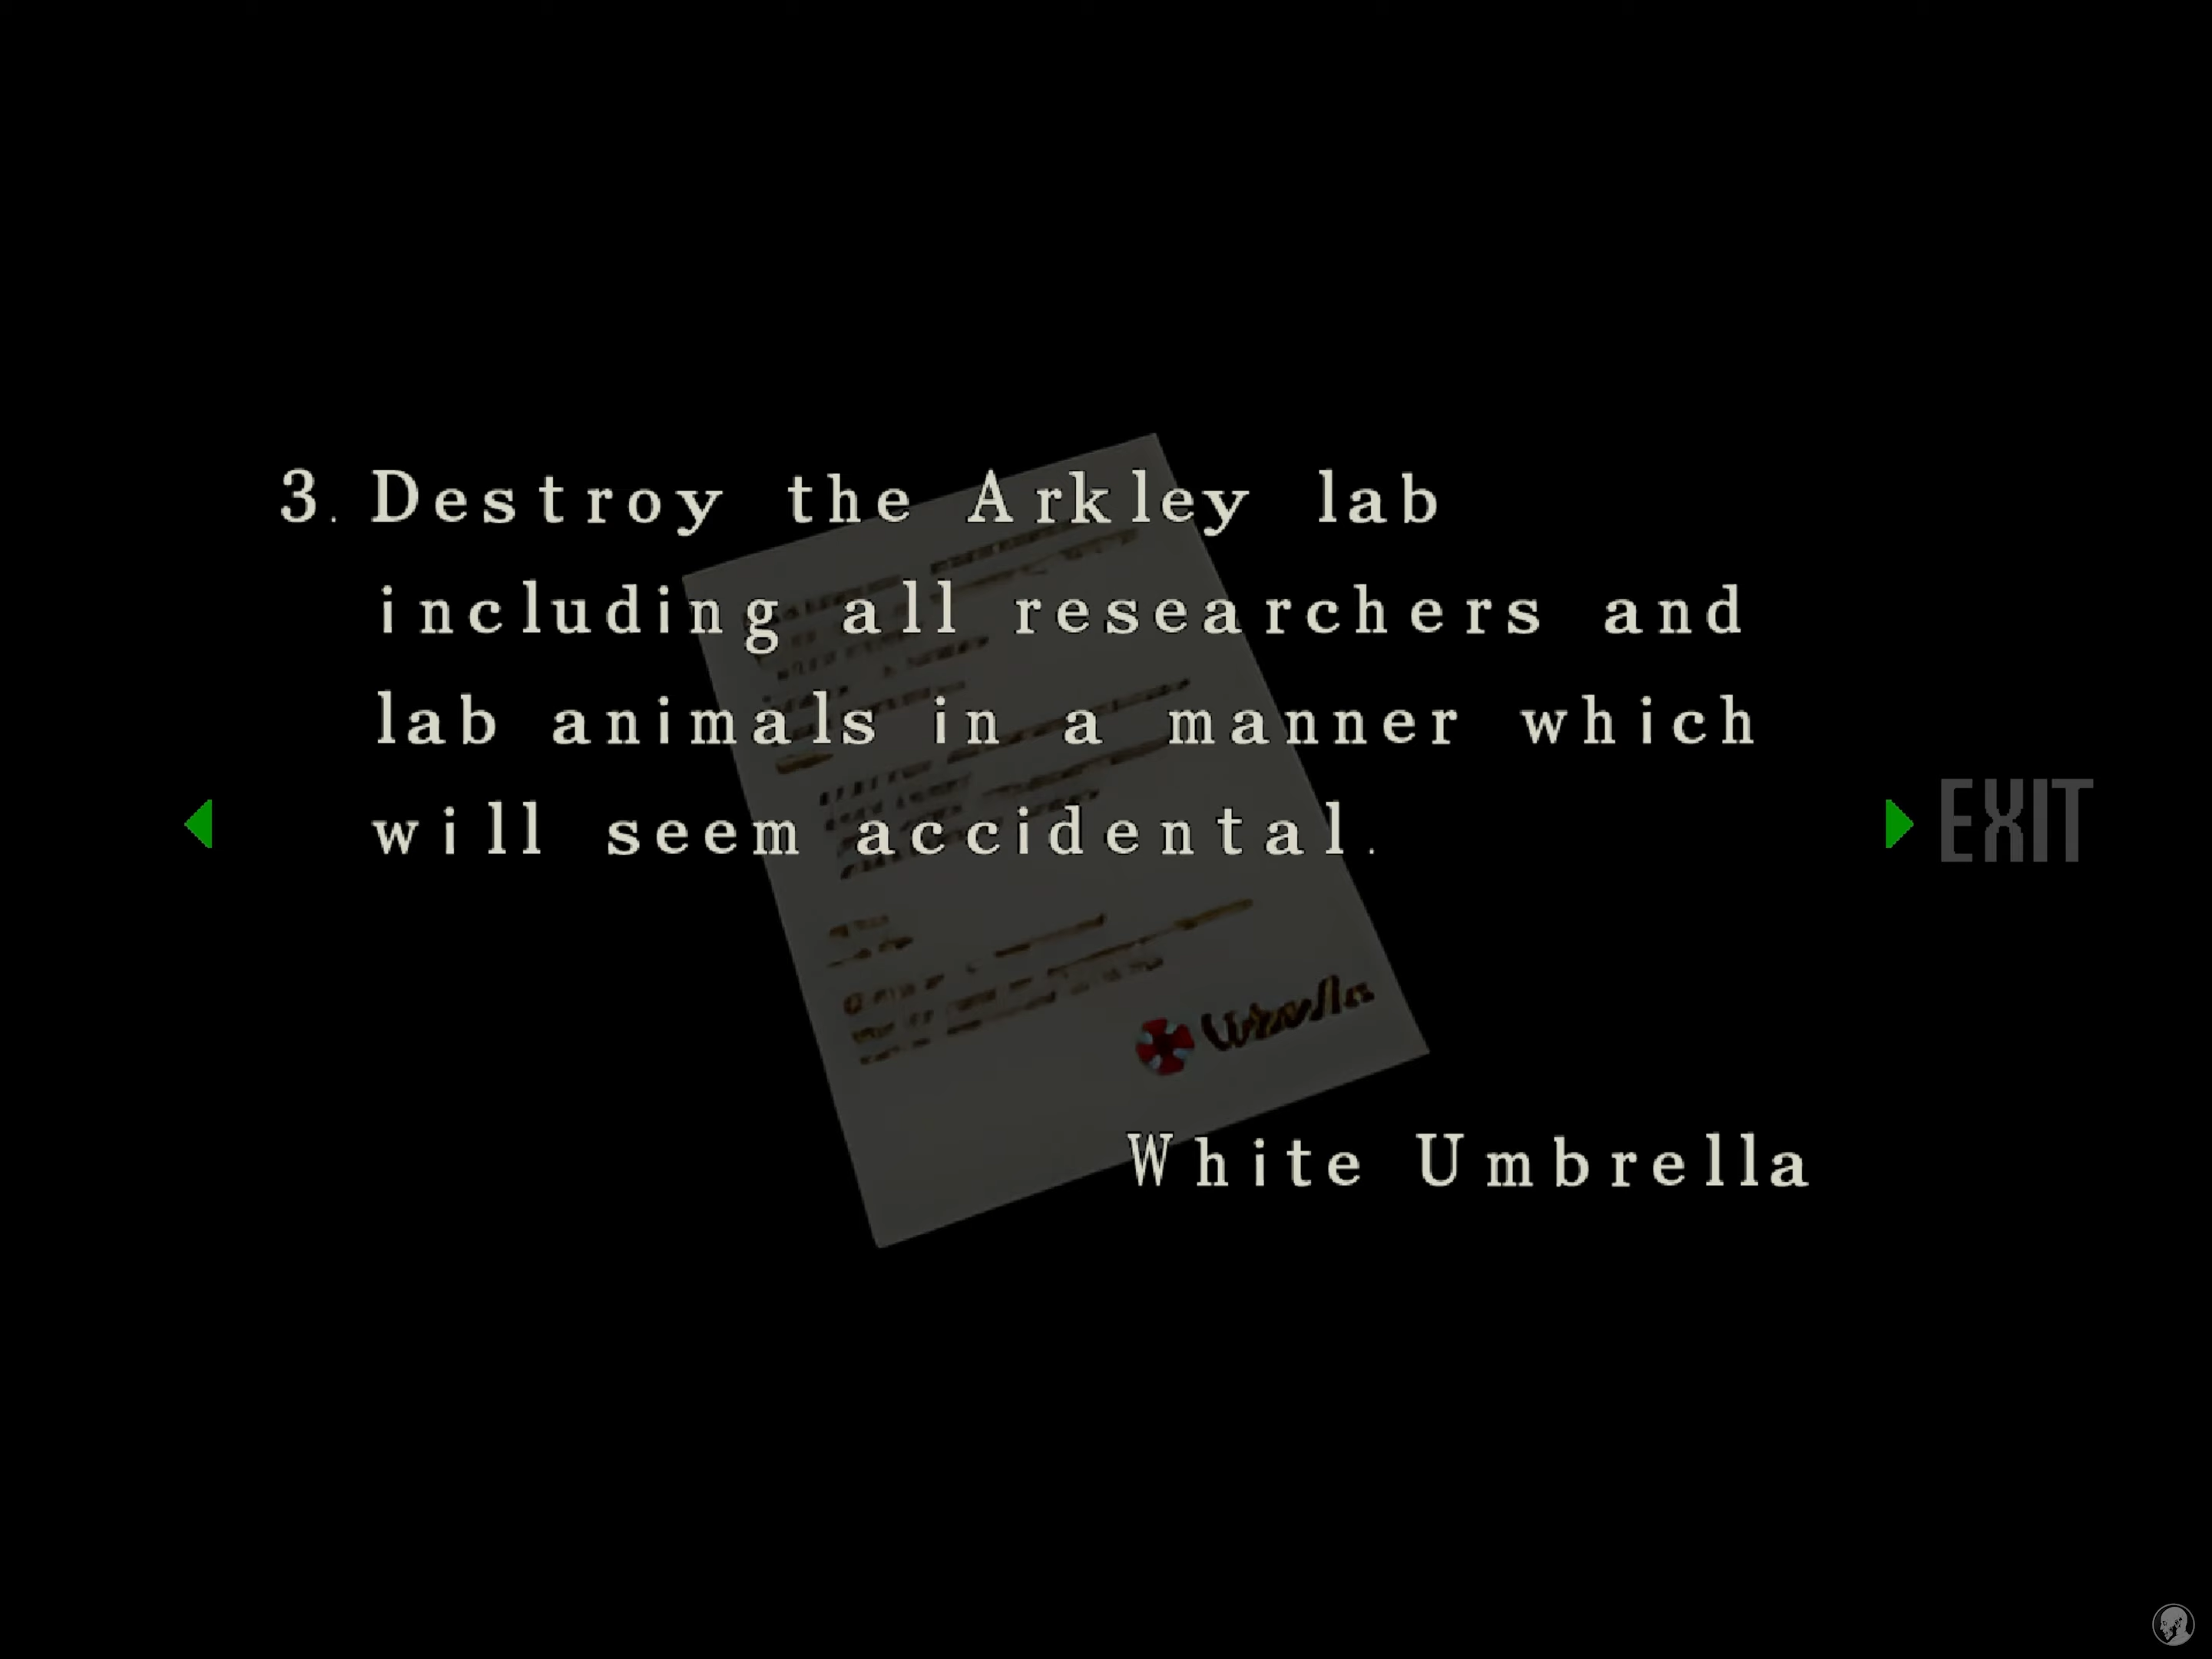 3. Destroy the Arkley lab
including all researchers and
lab animals in a manner which
will seem accidental.
EXIT
Umbrella
White Umbrella